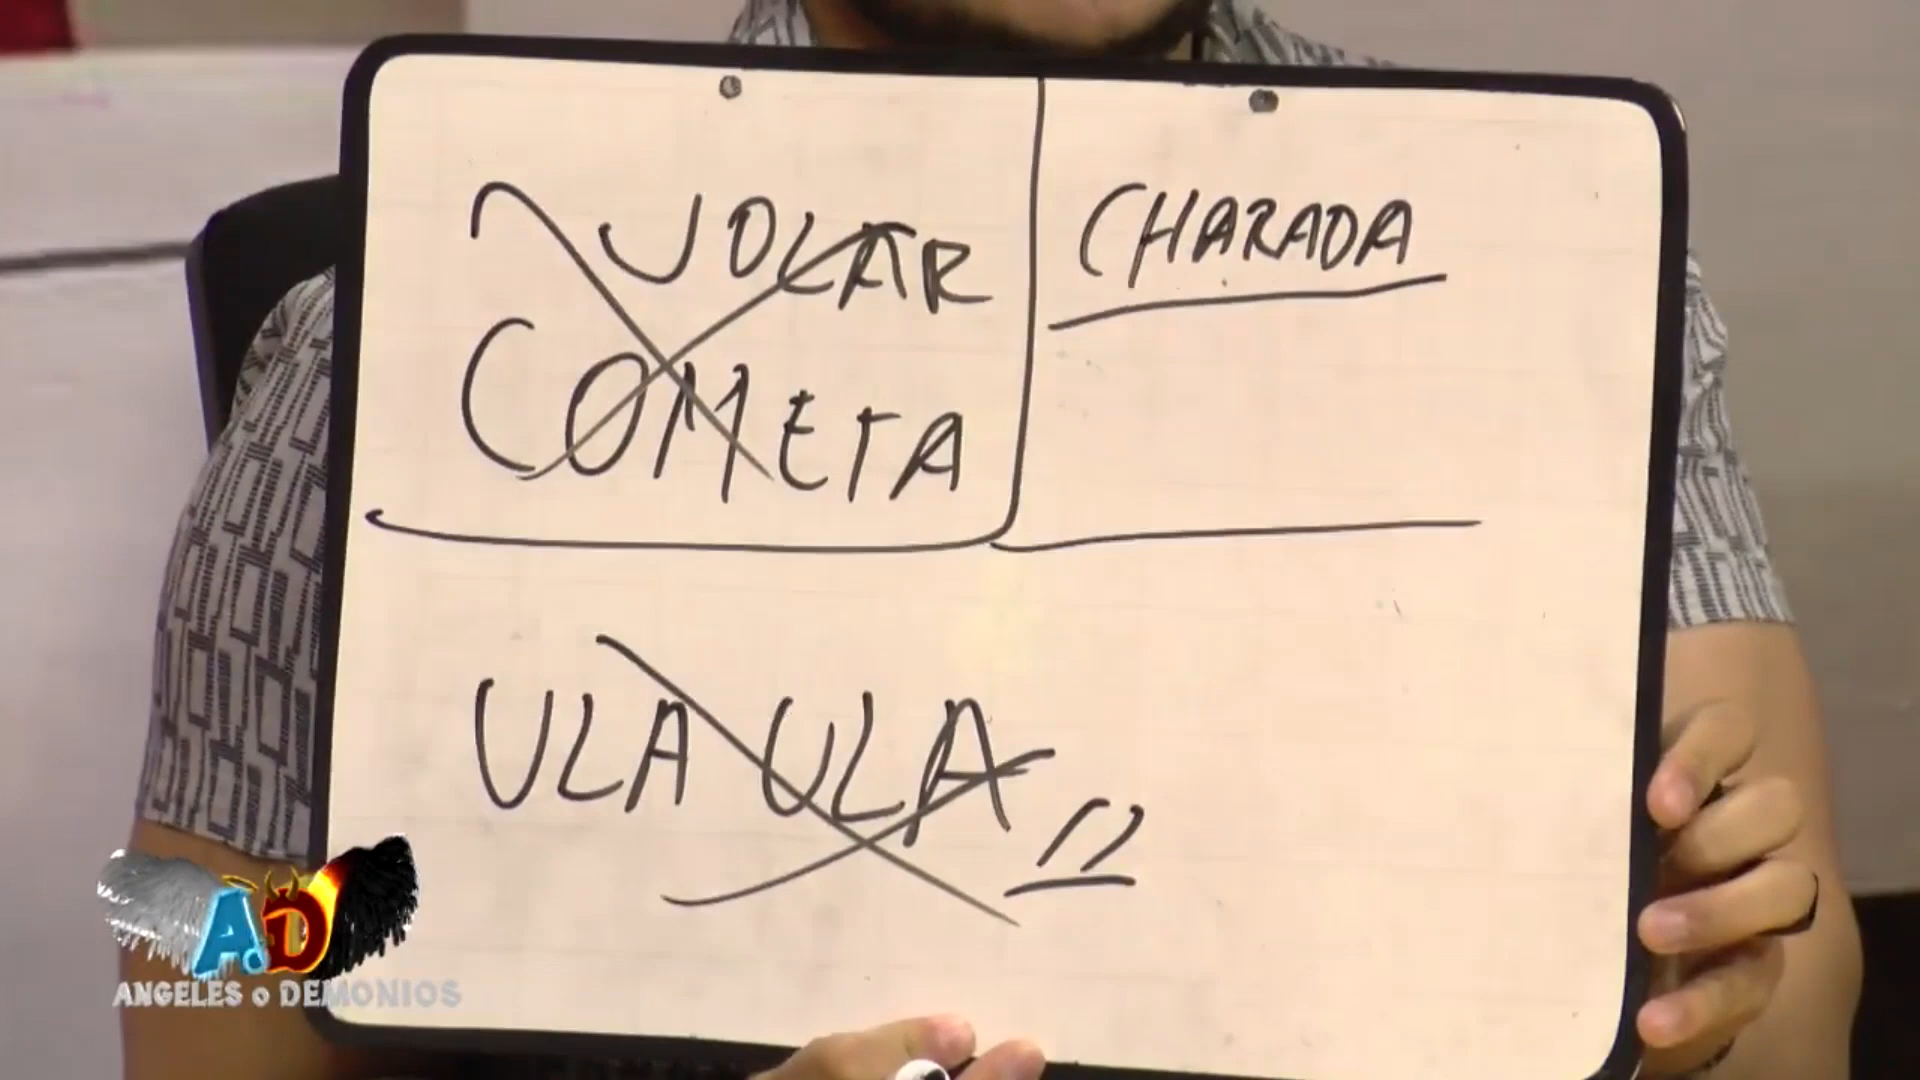 VOLAR
COMETA
CHARADA
ULA ULA
A o D
ANGELES o DEMONIOS